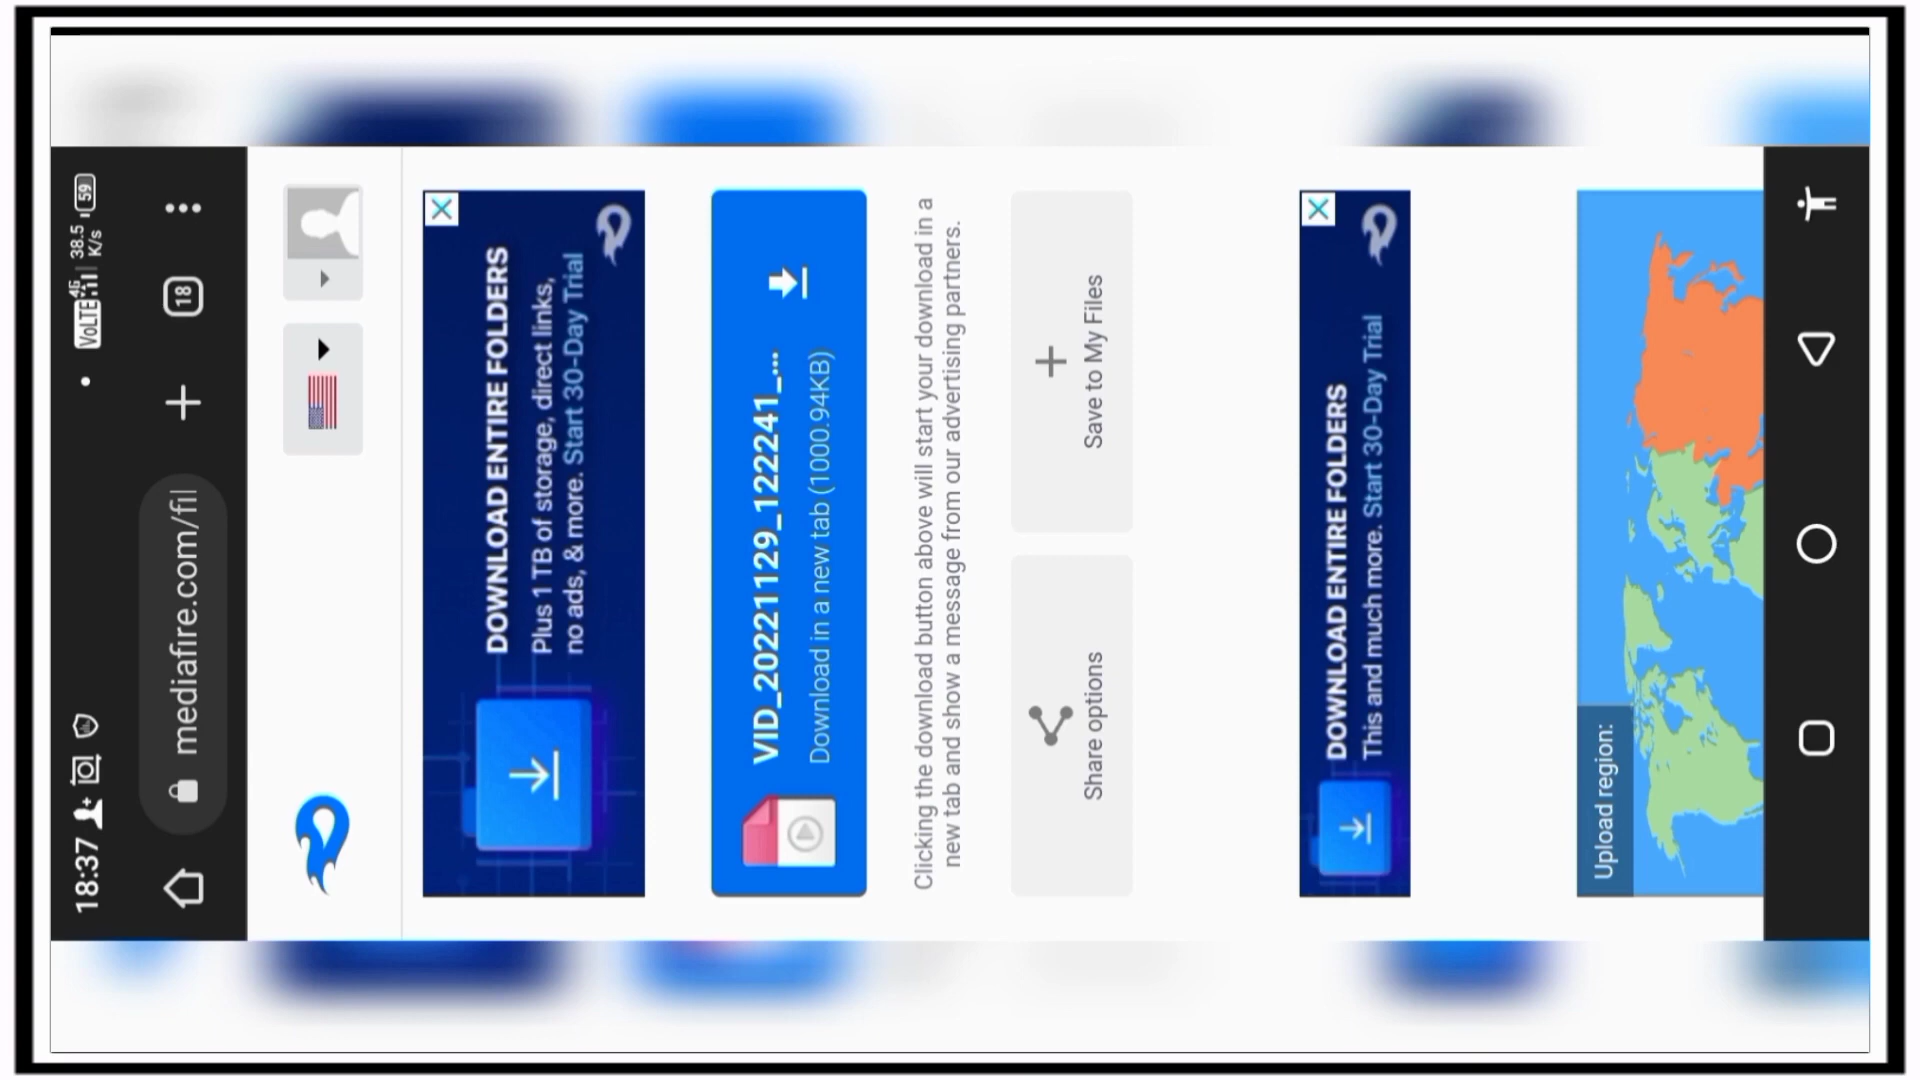 18:37
VoLTE 4G 38.5 K/s 59
mediafire.com/fil
18
DOWNLOAD ENTIRE FOLDERS
Plus 1 TB of storage, direct links,
no ads, & more. Start 30-Day Trial
VID_20221129_122241_...
Download in a new tab (1000.94KB)
Clicking the download button above will start your download in a
new tab and show a message from our advertising partners.
Share options
Save to My Files
DOWNLOAD ENTIRE FOLDERS
This and much more. Start 30-Day Trial
Upload region: